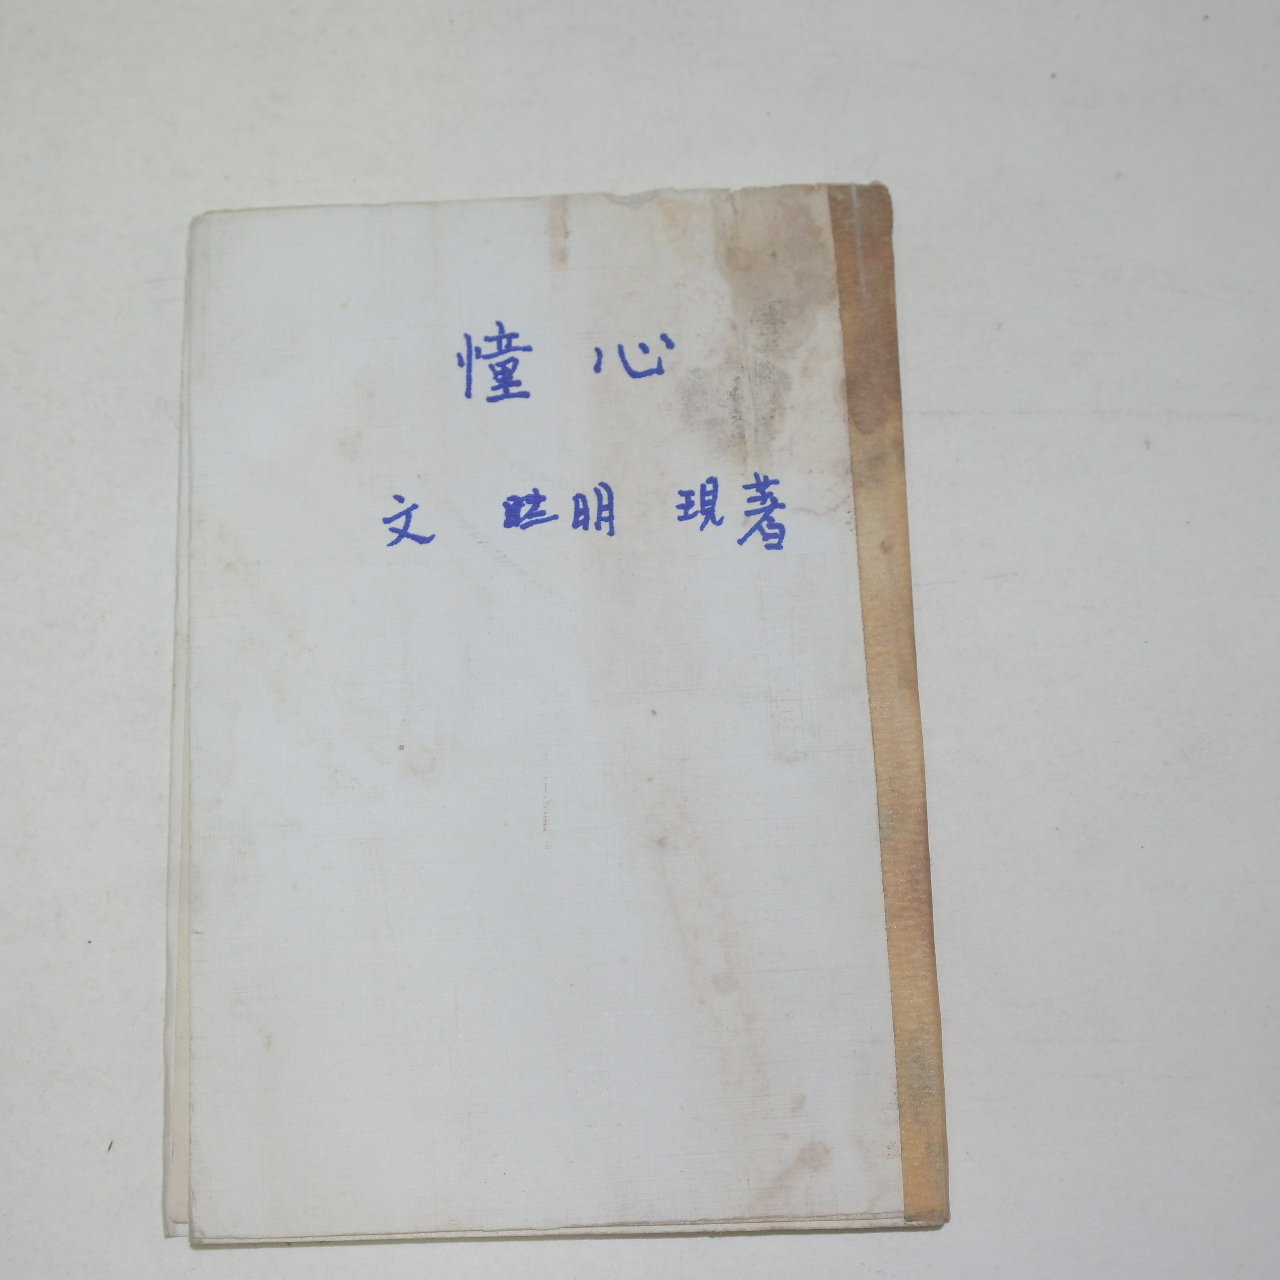 憧 心
文 明 現著